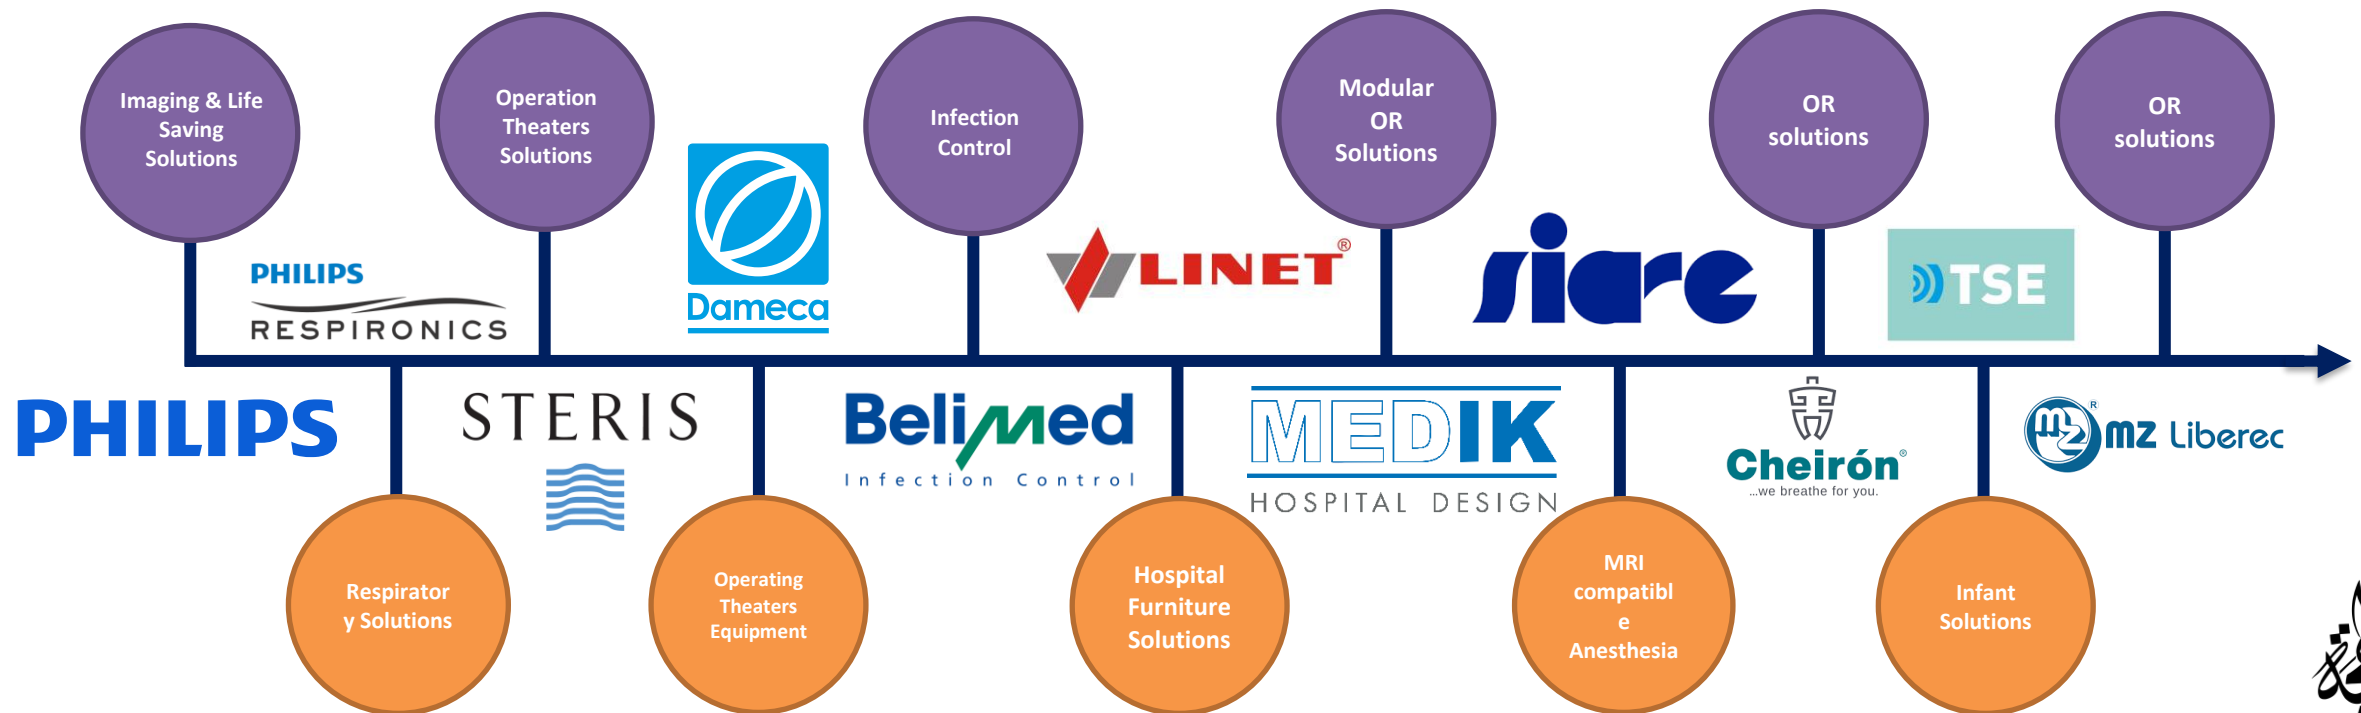 Imaging & Life
Saving
Solutions
Operation
Theaters
Solutions
Infection
Control
Modular
OR
Solutions
OR
solutions
OR
solutions
PHILIPS
RESPIRONICS
Dameca
LINET®
siare
TSE
PHILIPS
STERIS
Belimed
Infection Control
MEDIK
HOSPITAL DESIGN
Cheirón®
...we breathe for you.
MZ®
MZ Liberec
Respirator
y Solutions
Operating
Theaters
Equipment
Hospital
Furniture
Solutions
MRI
compatibl
e
Anesthesia
Infant
Solutions